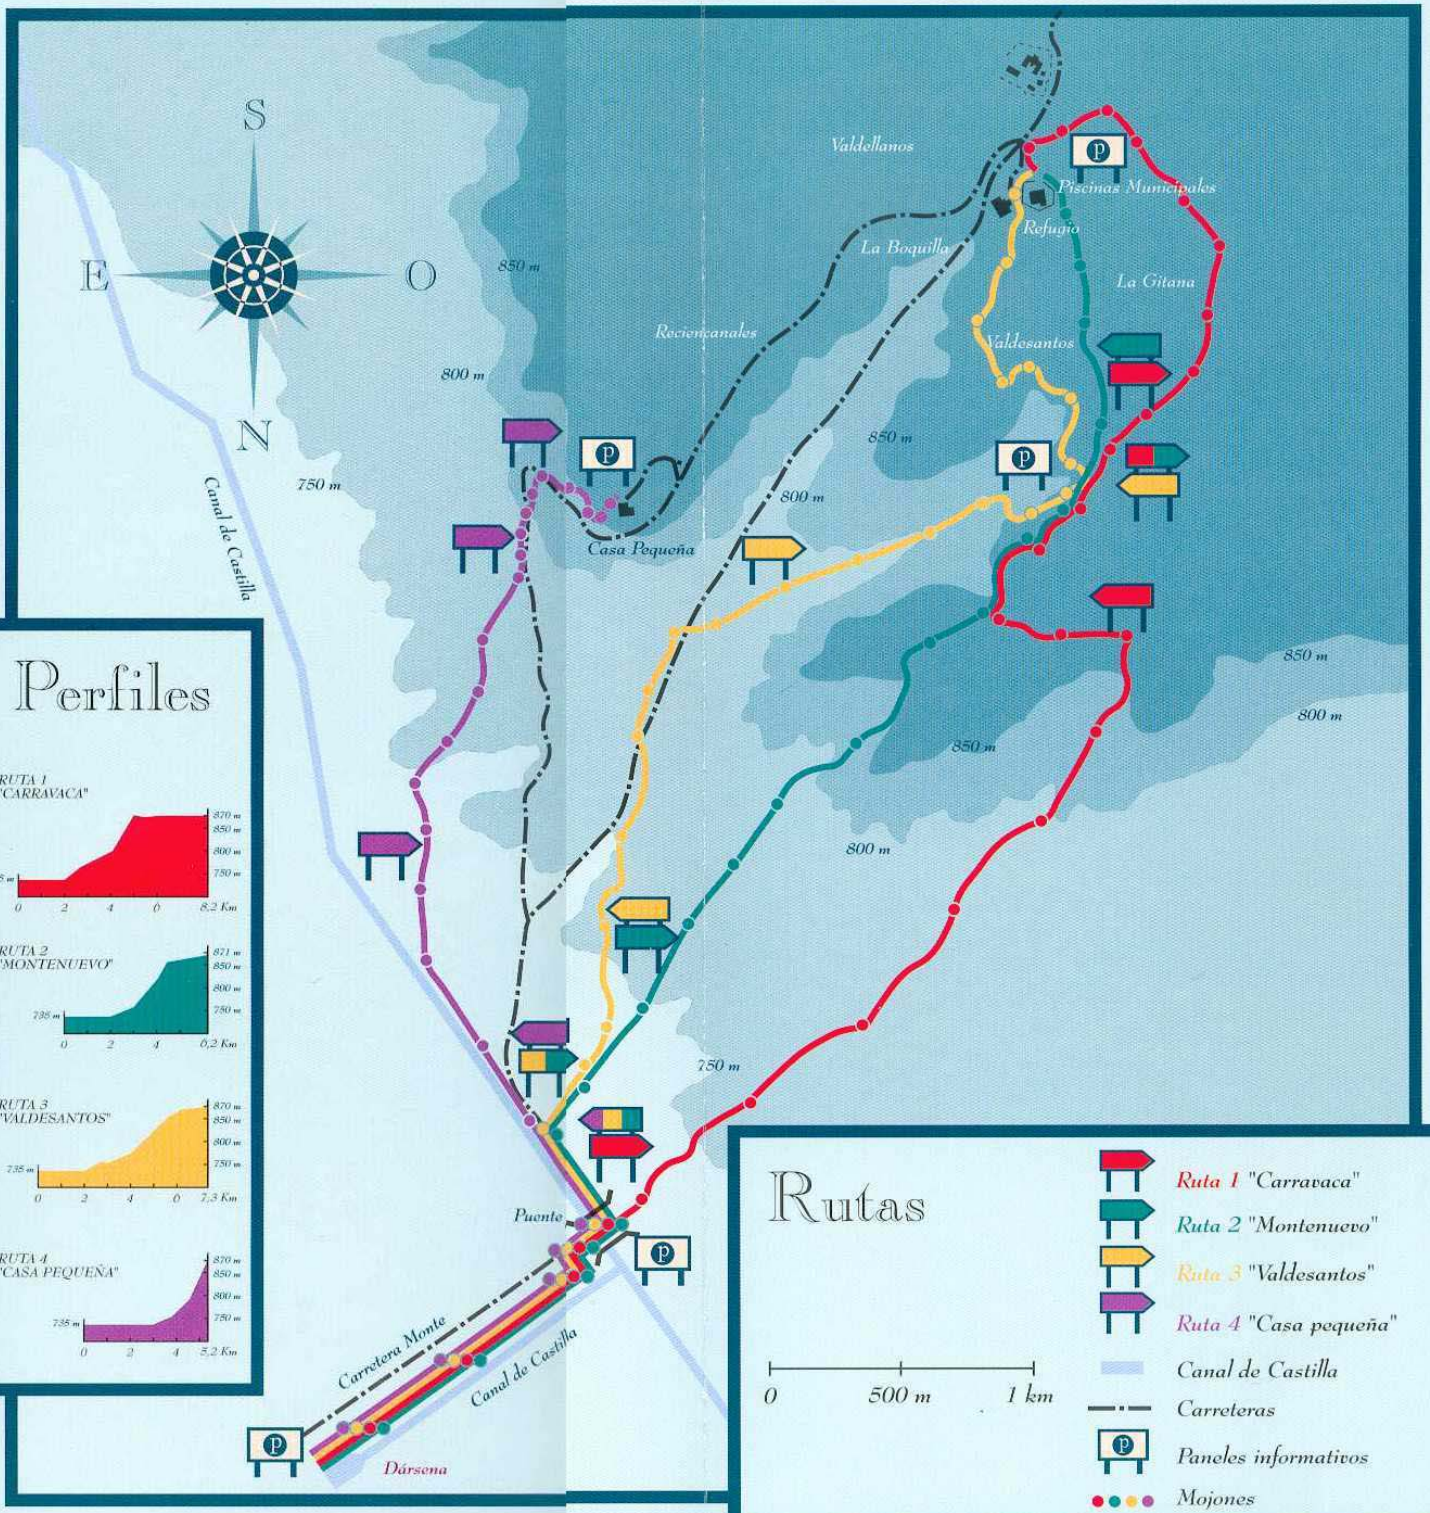 S
E
O
N
Valdellanos
Piscinas Municipales
Refugio
La Boquilla
La Gitana
850 m
Reciencanales
Valdesantos
800 m
850 m
750 m
800 m
Canal de Castilla
Casa Pequeña
850 m
800 m
850 m
800 m
750 m
Puente
Carretera Monte
Canal de Castilla
Dársena
P
P
P
P
P
Perfiles
RUTA 1
"CARRAVACA"
870 m
850 m
800 m
750 m
0 2 4 6 8,2 Km
RUTA 2
"MONTENUEVO"
871 m
850 m
800 m
750 m
735 m
0 2 4 6,2 Km
RUTA 3
"VALDESANTOS"
870 m
850 m
800 m
750 m
735 m
0 2 4 6 7,3 Km
RUTA 4
"CASA PEQUEÑA"
870 m
850 m
800 m
750 m
735 m
0 2 4 5,2 Km
Rutas
0 500 m 1 km
Ruta 1 "Carravaca"
Ruta 2 "Montenuevo"
Ruta 3 "Valdesantos"
Ruta 4 "Casa pequeña"
Canal de Castilla
Carreteras
P
Paneles informativos
Mojones